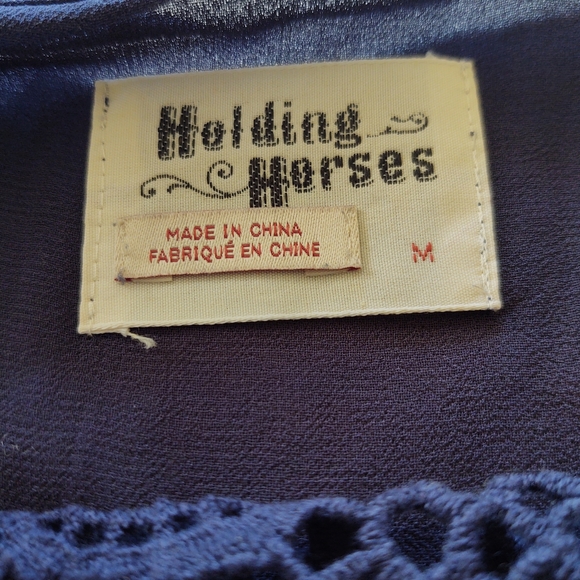 Holding
Horses
MADE IN CHINA
FABRIQUÉ EN CHINE
M